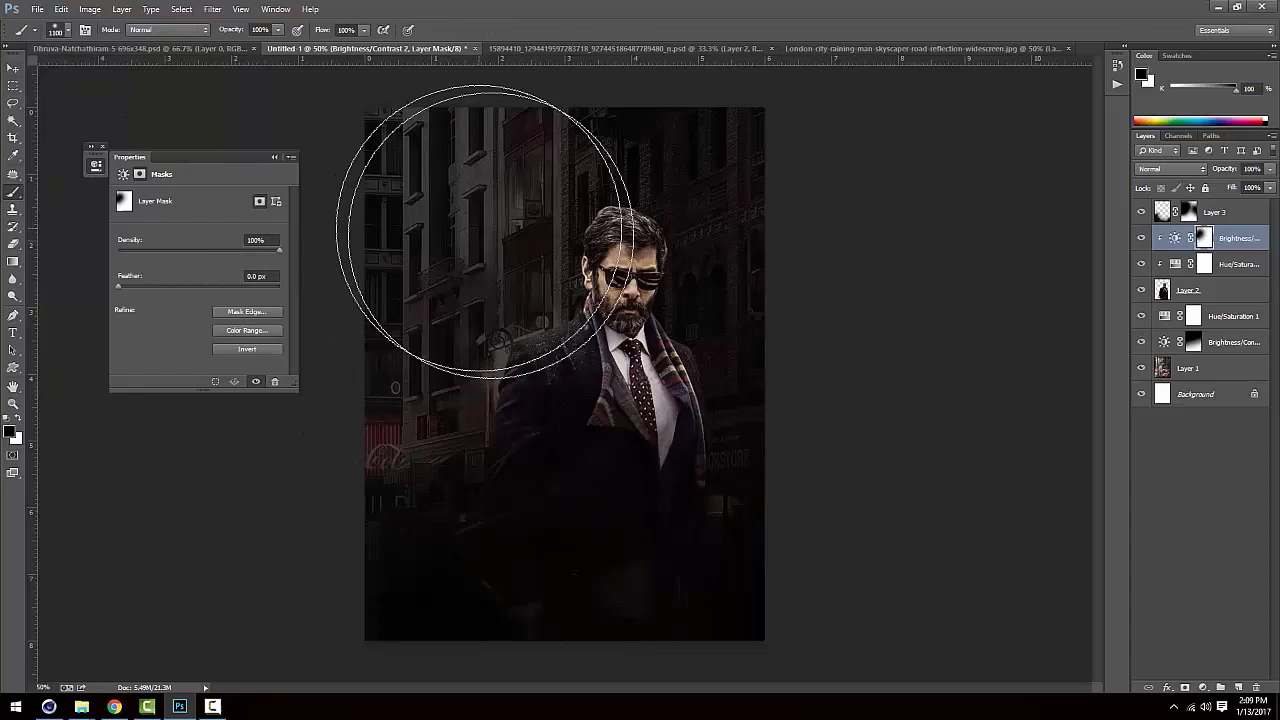 Ps File Edit Image Layer Type Select Filter View Window Help
1100 Mode: Normal Opacity: 100% Flow: 100% Essentials
Dhruva-Natchathiram-5-696x348.psd @ 66.7% (Layer 0, RGB... × Untitled-1 @ 50% (Brightness/Contrast 2, Layer Mask/8) * × 15894410_1294419597283718_927445186487789480_n.psd @ 33.3% (Layer 2, R... × London-city-raining-man-skyscaper-road-reflection-widescreen.jpg @ 50% (La... ×
Color Swatches
K 100 %
Layers Channels Paths
Kind
Normal Opacity: 100%
Lock: Fill: 100%
Layer 3
Brightness/...
Hue/Satura...
Layer 2
Hue/Saturation 1
Brightness/Con...
Layer 1
Background
Properties
Masks
Layer Mask
Density: 100%
Feather: 0.0 px
Refine: Mask Edge...
Color Range...
Invert
50% Doc: 5.49M/21.3M
2:09 PM
1/13/2017